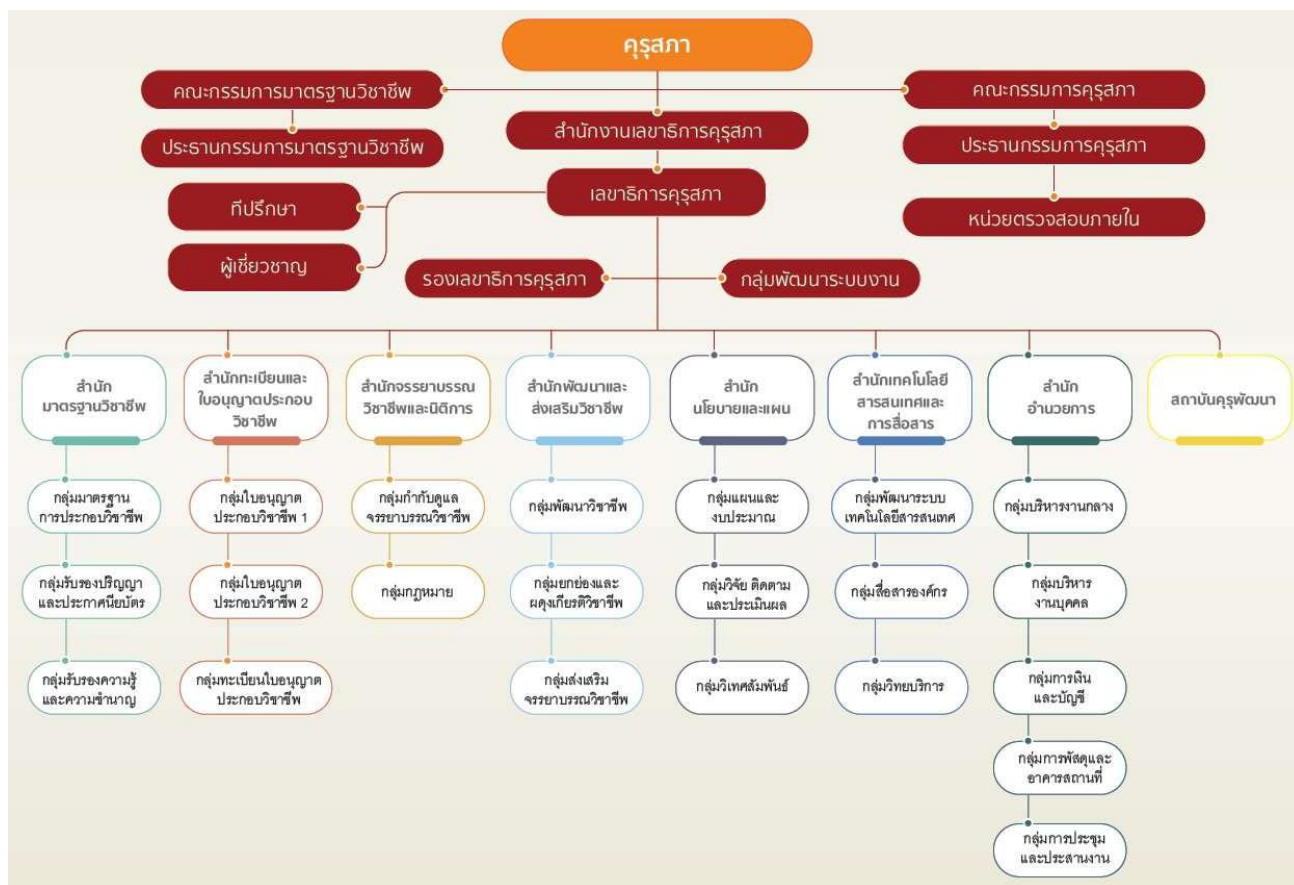 คุรุสภา
คณะกรรมการมาตรฐานวิชาชีพ
คณะกรรมการคุรุสภา
สำนักงานเลขาธิการคุรุสภา
ประธานกรรมการมาตรฐานวิชาชีพ
ประธานกรรมการคุรุสภา
เลขาธิการคุรุสภา
ที่ปรึกษา
หน่วยตรวจสอบภายใน
ผู้เชี่ยวชาญ
รองเลขาธิการคุรุสภา
กลุ่มพัฒนาระบบงาน
สำนัก
มาตรฐานวิชาชีพ
สำนักทะเบียนและ
ใบอนุญาตประกอบ
วิชาชีพ
สำนักจรรยาบรรณ
วิชาชีพและนิติการ
สำนักพัฒนาและ
ส่งเสริมวิชาชีพ
สำนัก
นโยบายและแผน
สำนักเทคโนโลยี
สารสนเทศและ
การสื่อสาร
สำนัก
อำนวยการ
สถาบันคุรุพัฒนา
กลุ่มมาตรฐาน
การประกอบวิชาชีพ
กลุ่มใบอนุญาต
ประกอบวิชาชีพ 1
กลุ่มกำกับดูแล
จรรยาบรรณวิชาชีพ
กลุ่มพัฒนาวิชาชีพ
กลุ่มแผนและ
งบประมาณ
กลุ่มพัฒนาระบบ
เทคโนโลยีสารสนเทศ
กลุ่มบริหารงานกลาง
กลุ่มรับรองปริญญา
และประกาศนียบัตร
กลุ่มใบอนุญาต
ประกอบวิชาชีพ 2
กลุ่มกฎหมาย
กลุ่มยกย่องและ
ผดุงเกียรติวิชาชีพ
กลุ่มวิจัย ติดตาม
และประเมินผล
กลุ่มสื่อสารองค์กร
กลุ่มบริหาร
งานบุคคล
กลุ่มรับรองความรู้
และความชำนาญ
กลุ่มทะเบียนใบอนุญาต
ประกอบวิชาชีพ
กลุ่มส่งเสริม
จรรยาบรรณวิชาชีพ
กลุ่มวิเทศสัมพันธ์
กลุ่มวิทยบริการ
กลุ่มการเงิน
และบัญชี
กลุ่มการพัสดุและ
อาคารสถานที่
กลุ่มการประชุม
และประสานงาน